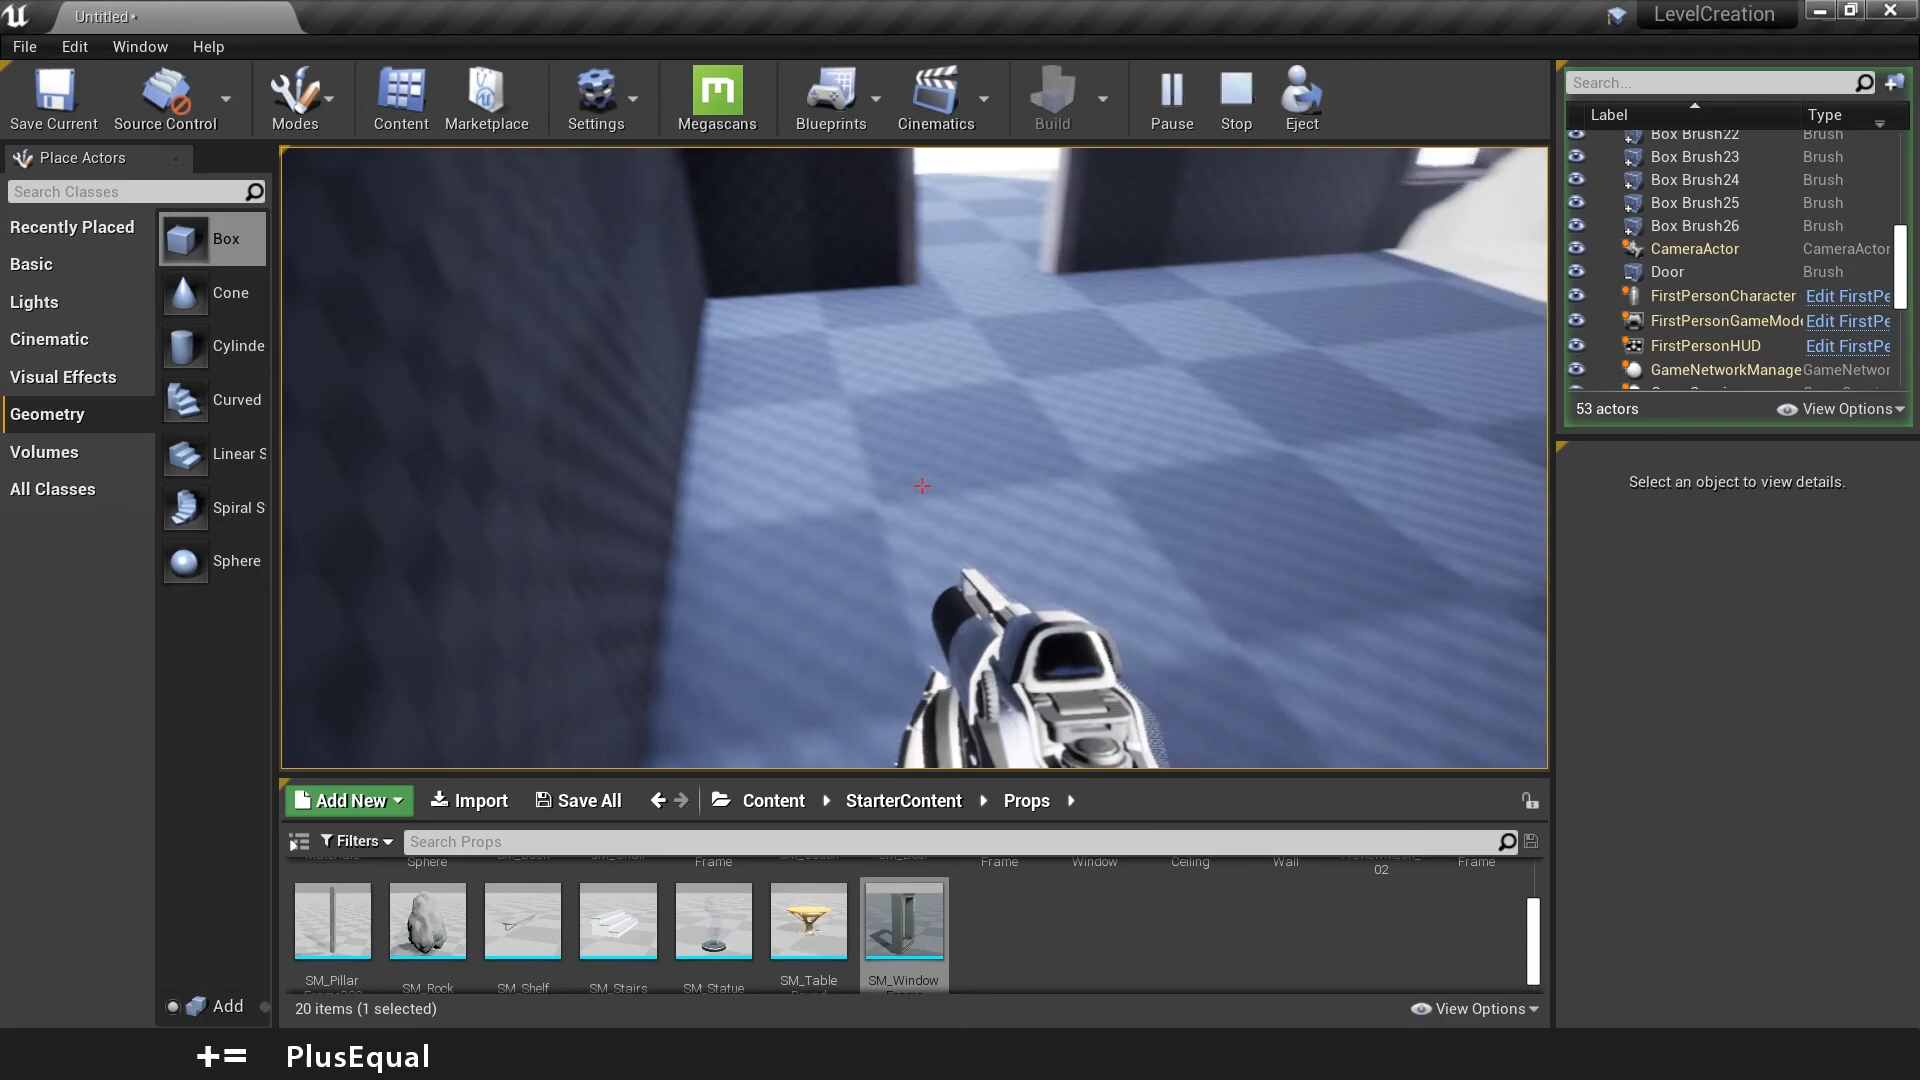 Untitled*
LevelCreation
File Edit Window Help
Save Current Source Control Modes Content Marketplace Settings Megascans Blueprints Cinematics Build Pause Stop Eject
Search...
Label Type
Box Brush22 Brush
Box Brush23 Brush
Box Brush24 Brush
Box Brush25 Brush
Box Brush26 Brush
CameraActor CameraActor
Door Brush
FirstPersonCharacter Edit FirstPe
FirstPersonGameMode Edit FirstPe
FirstPersonHUD Edit FirstPe
GameNetworkManage GameNetwor
53 actors View Options
Select an object to view details.
Place Actors
Search Classes
Recently Placed
Basic
Lights
Cinematic
Visual Effects
Geometry
Volumes
All Classes
Box
Cone
Cylinde
Curved
Linear S
Spiral S
Sphere
Add
Add New Import Save All Content StarterContent Props
Filters Search Props
Sphere Frame Frame Window Ceiling Wall Frame
02
SM_Pillar SM_Rock SM_Shelf SM_Stairs SM_Statue SM_Table SM_Window
20 items (1 selected) View Options
+= PlusEqual